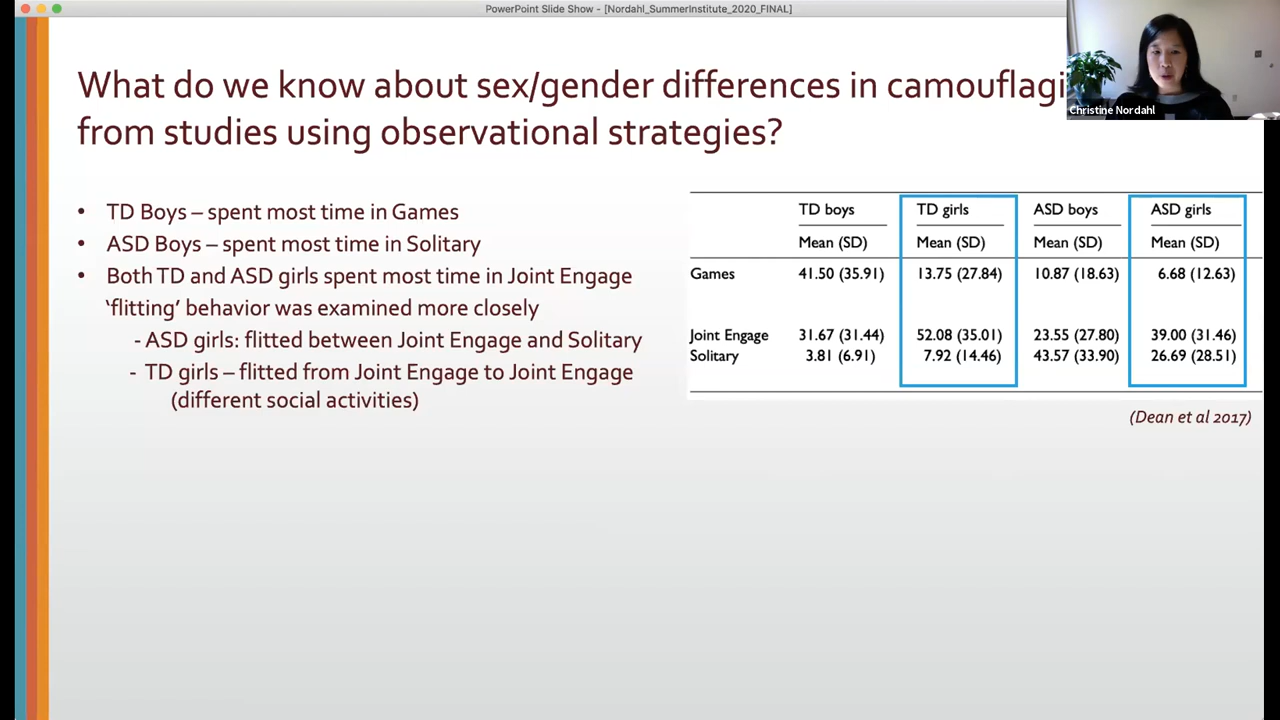 PowerPoint Slide Show - [Nordahl_SummerInstitute_2020_FINAL]
What do we know about sex/gender differences in camouflagi
from studies using observational strategies?
Christine Nordahl
• TD Boys – spent most time in Games
• ASD Boys – spent most time in Solitary
• Both TD and ASD girls spent most time in Joint Engage
‘flitting’ behavior was examined more closely
- ASD girls: flitted between Joint Engage and Solitary
- TD girls – flitted from Joint Engage to Joint Engage
(different social activities)
TD boys TD girls ASD boys ASD girls
Mean (SD) Mean (SD) Mean (SD) Mean (SD)
Games 41.50 (35.91) 13.75 (27.84) 10.87 (18.63) 6.68 (12.63)
Joint Engage 31.67 (31.44) 52.08 (35.01) 23.55 (27.80) 39.00 (31.46)
Solitary 3.81 (6.91) 7.92 (14.46) 43.57 (33.90) 26.69 (28.51)
(Dean et al 2017)